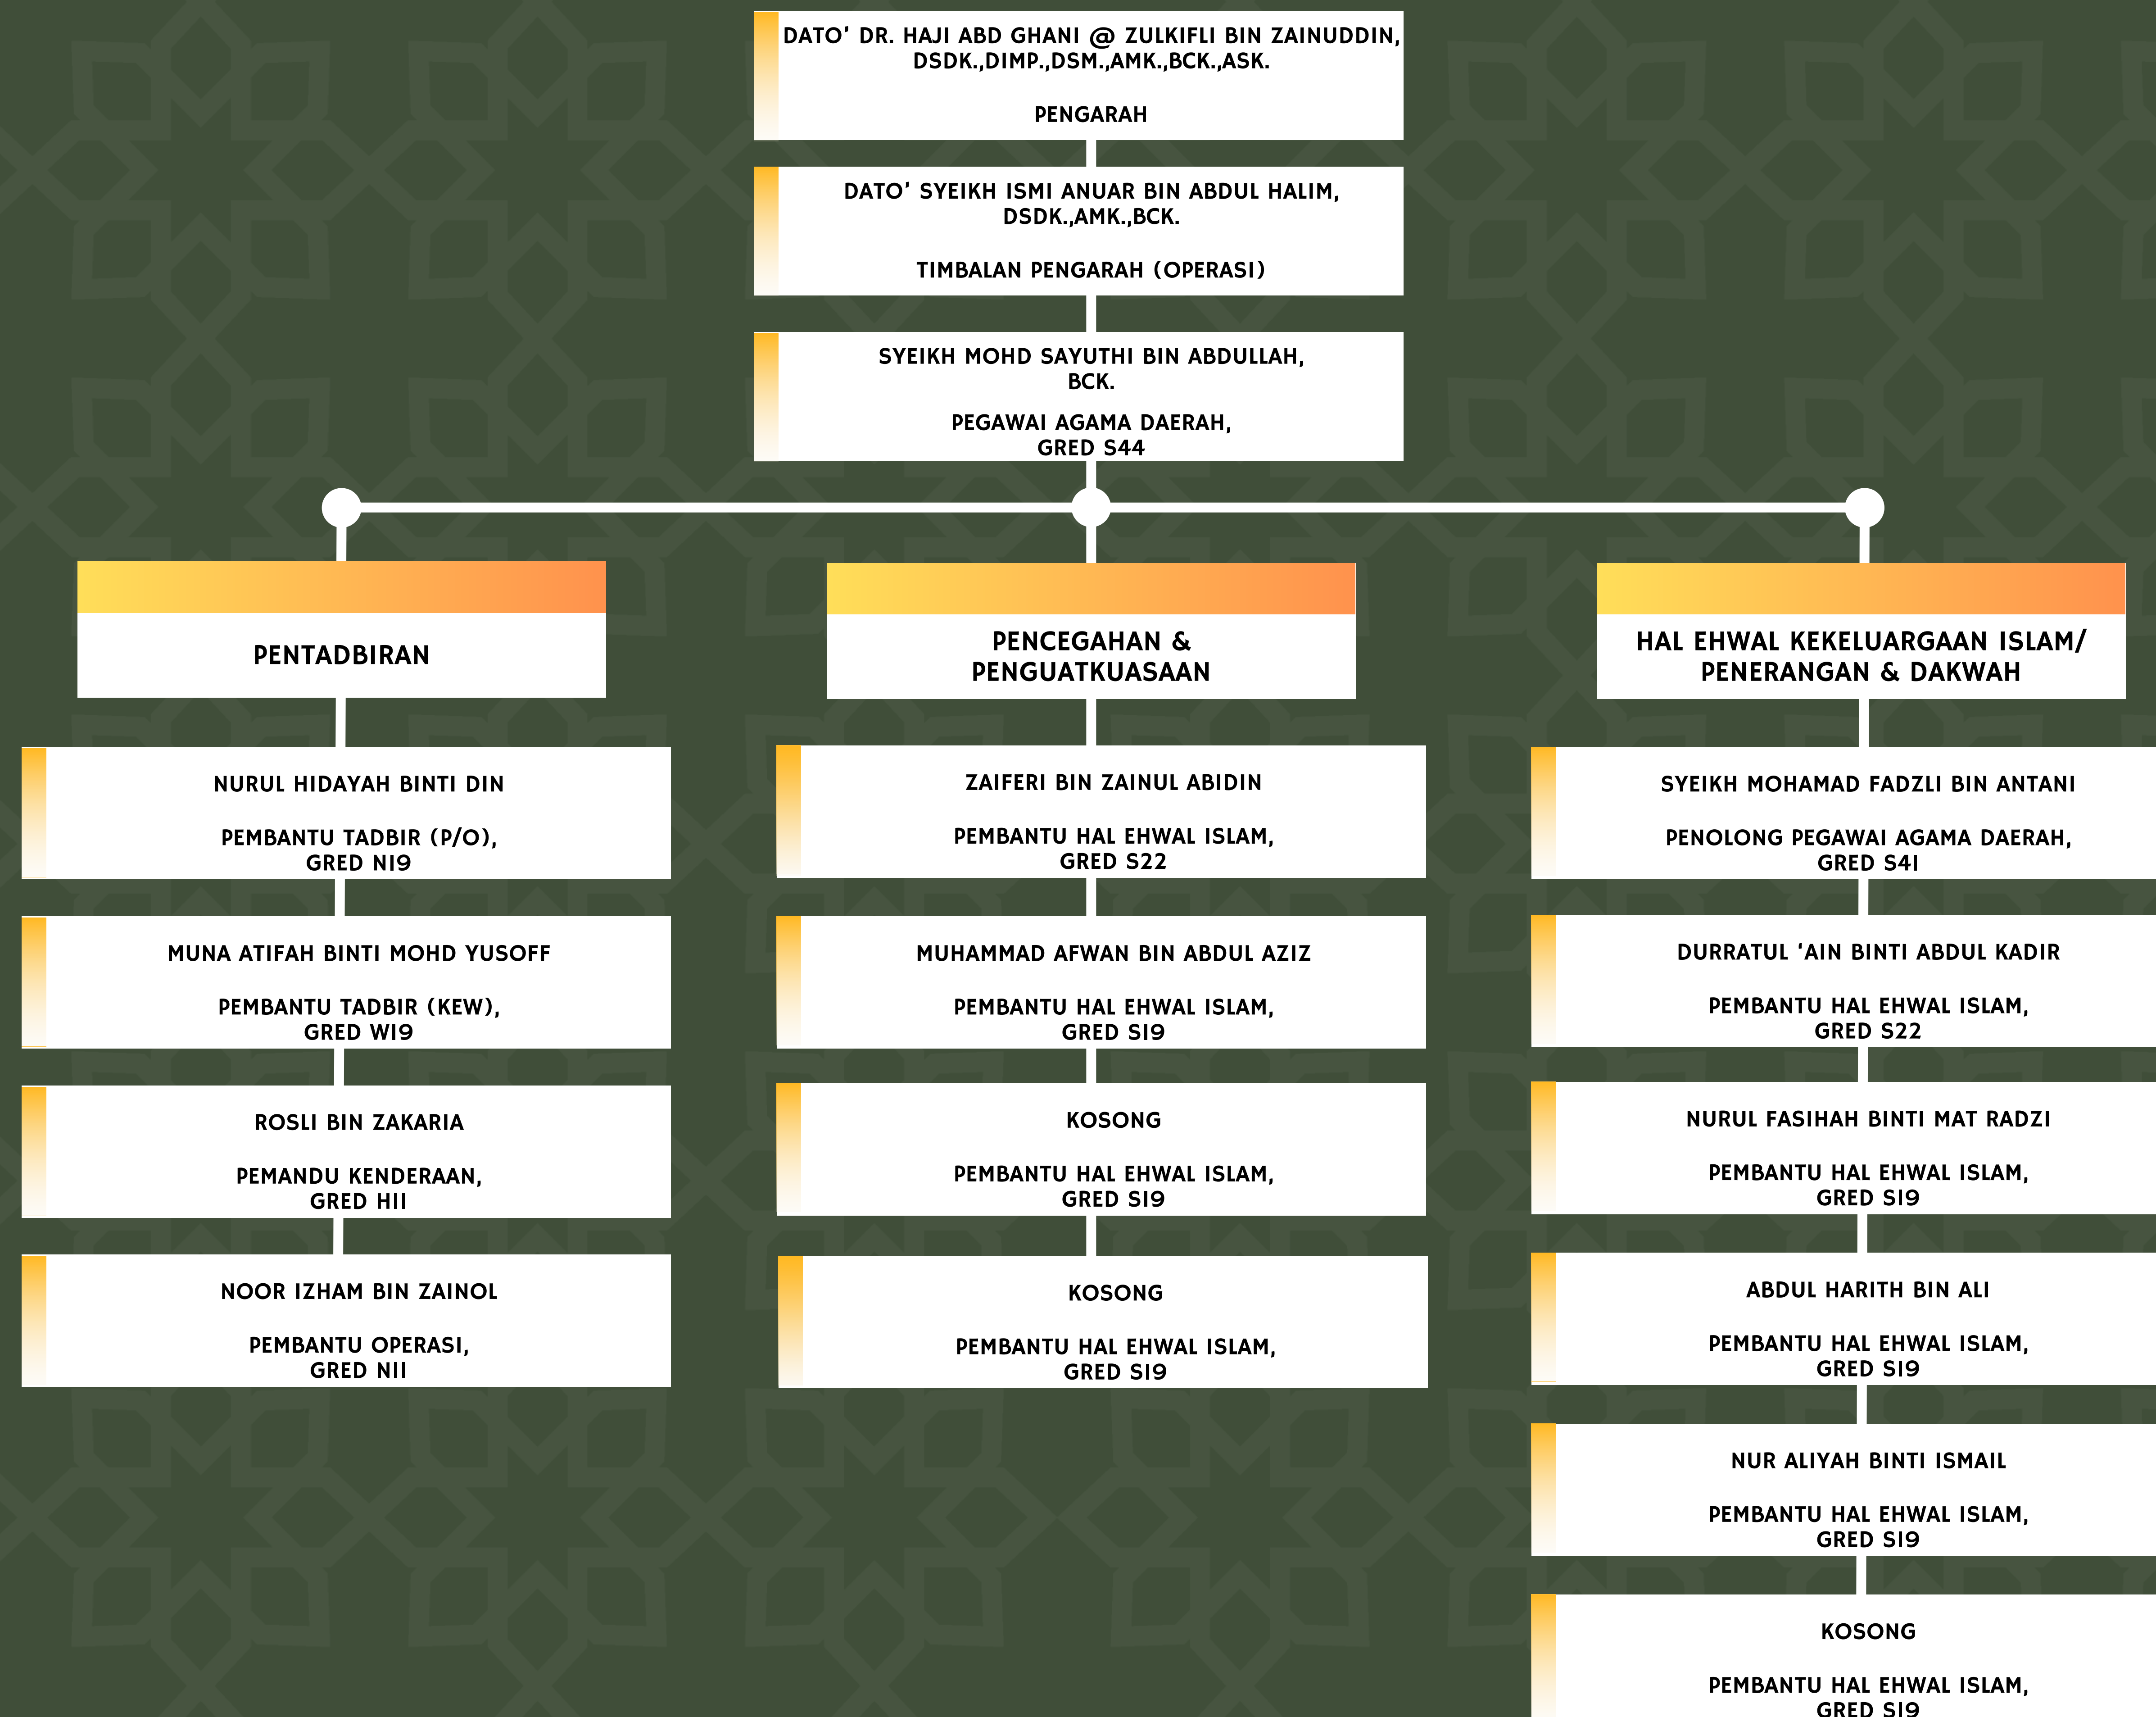 DATO' DR. HAJI ABD GHANI @ ZULKIFLI BIN ZAINUDDIN,
DSDK.,DIMP.,DSM.,AMK.,BCK.,ASK.
PENGARAH
DATO' SYEIKH ISMI ANUAR BIN ABDUL HALIM,
DSDK.,AMK.,BCK.
TIMBALAN PENGARAH (OPERASI)
SYEIKH MOHD SAYUTHI BIN ABDULLAH,
BCK.
PEGAWAI AGAMA DAERAH,
GRED S44
PENTADBIRAN
NURUL HIDAYAH BINTI DIN
PEMBANTU TADBIR (P/O),
GRED N19
MUNA ATIFAH BINTI MOHD YUSOFF
PEMBANTU TADBIR (KEW),
GRED W19
ROSLI BIN ZAKARIA
PEMANDU KENDERAAN,
GRED H11
NOOR IZHAM BIN ZAINOL
PEMBANTU OPERASI,
GRED N11
PENCEGAHAN &
PENGUATKUASAAN
ZAIFERI BIN ZAINUL ABIDIN
PEMBANTU HAL EHWAL ISLAM,
GRED S22
MUHAMMAD AFWAN BIN ABDUL AZIZ
PEMBANTU HAL EHWAL ISLAM,
GRED S19
KOSONG
PEMBANTU HAL EHWAL ISLAM,
GRED S19
KOSONG
PEMBANTU HAL EHWAL ISLAM,
GRED S19
HAL EHWAL KEKELUARGAAN ISLAM/
PENERANGAN & DAKWAH
SYEIKH MOHAMAD FADZLI BIN ANTANI
PENOLONG PEGAWAI AGAMA DAERAH,
GRED S41
DURRATUL 'AIN BINTI ABDUL KADIR
PEMBANTU HAL EHWAL ISLAM,
GRED S22
NURUL FASIHAH BINTI MAT RADZI
PEMBANTU HAL EHWAL ISLAM,
GRED S19
ABDUL HARITH BIN ALI
PEMBANTU HAL EHWAL ISLAM,
GRED S19
NUR ALIYAH BINTI ISMAIL
PEMBANTU HAL EHWAL ISLAM,
GRED S19
KOSONG
PEMBANTU HAL EHWAL ISLAM,
GRED S19